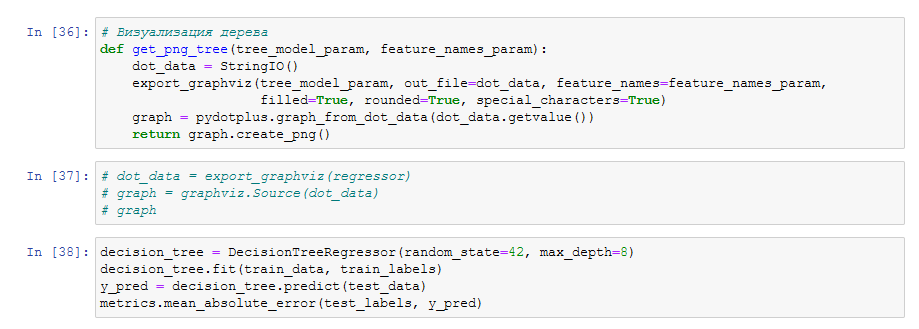 In [36]: # Визуализация дерева
def get_png_tree(tree_model_param, feature_names_param):
    dot_data = StringIO()
    export_graphviz(tree_model_param, out_file=dot_data, feature_names=feature_names_param,
                    filled=True, rounded=True, special_characters=True)
    graph = pydotplus.graph_from_dot_data(dot_data.getvalue())
    return graph.create_png()
In [37]: # dot_data = export_graphviz(regressor)
# graph = graphviz.Source(dot_data)
# graph
In [38]: decision_tree = DecisionTreeRegressor(random_state=42, max_depth=8)
decision_tree.fit(train_data, train_labels)
y_pred = decision_tree.predict(test_data)
metrics.mean_absolute_error(test_labels, y_pred)